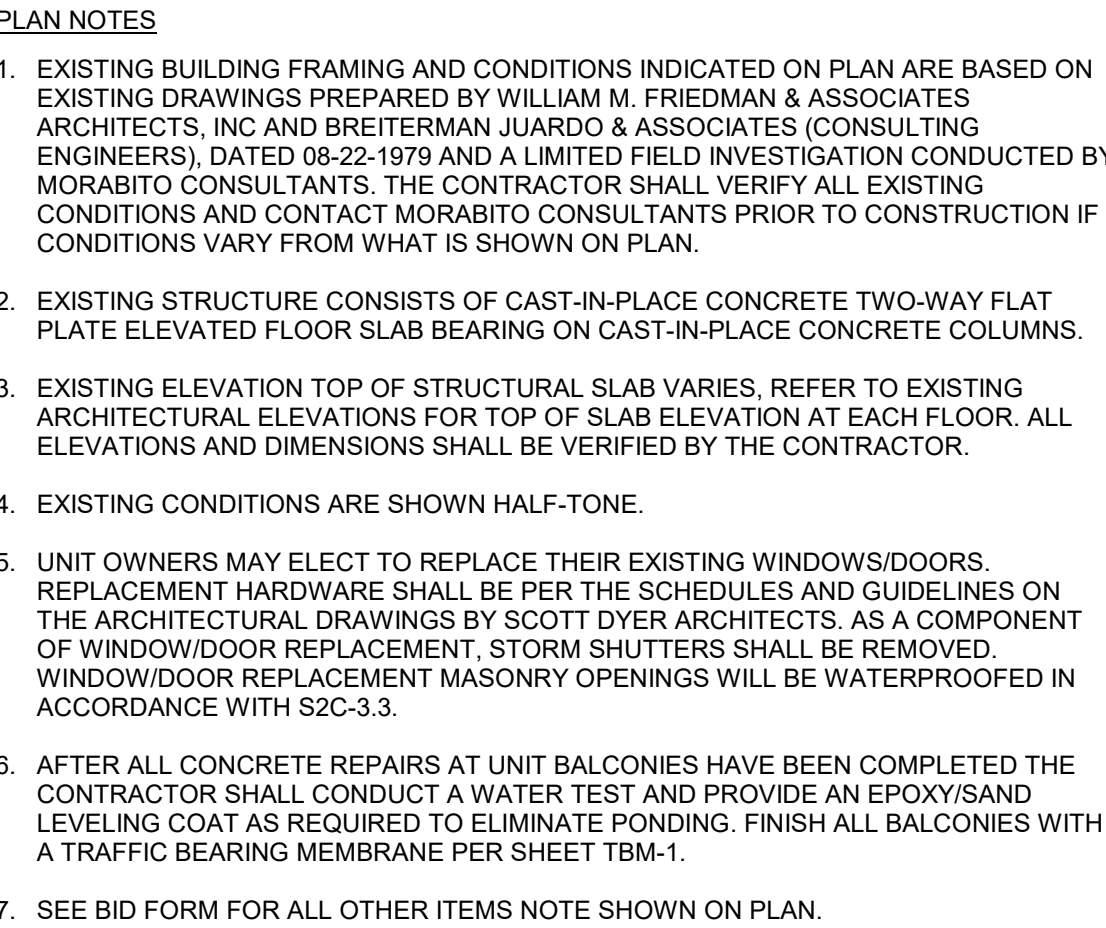 PLAN NOTES
1. EXISTING BUILDING FRAMING AND CONDITIONS INDICATED ON PLAN ARE BASED ON
EXISTING DRAWINGS PREPARED BY WILLIAM M. FRIEDMAN & ASSOCIATES
ARCHITECTS, INC AND BREITERMAN JUARDO & ASSOCIATES (CONSULTING
ENGINEERS), DATED 08-22-1979 AND A LIMITED FIELD INVESTIGATION CONDUCTED BY
MORABITO CONSULTANTS. THE CONTRACTOR SHALL VERIFY ALL EXISTING
CONDITIONS AND CONTACT MORABITO CONSULTANTS PRIOR TO CONSTRUCTION IF
CONDITIONS VARY FROM WHAT IS SHOWN ON PLAN.
2. EXISTING STRUCTURE CONSISTS OF CAST-IN-PLACE CONCRETE TWO-WAY FLAT
PLATE ELEVATED FLOOR SLAB BEARING ON CAST-IN-PLACE CONCRETE COLUMNS.
3. EXISTING ELEVATION TOP OF STRUCTURAL SLAB VARIES, REFER TO EXISTING
ARCHITECTURAL ELEVATIONS FOR TOP OF SLAB ELEVATION AT EACH FLOOR. ALL
ELEVATIONS AND DIMENSIONS SHALL BE VERIFIED BY THE CONTRACTOR.
4. EXISTING CONDITIONS ARE SHOWN HALF-TONE.
5. UNIT OWNERS MAY ELECT TO REPLACE THEIR EXISTING WINDOWS/DOORS.
REPLACEMENT HARDWARE SHALL BE PER THE SCHEDULES AND GUIDELINES ON
THE ARCHITECTURAL DRAWINGS BY SCOTT DYER ARCHITECTS. AS A COMPONENT
OF WINDOW/DOOR REPLACEMENT, STORM SHUTTERS SHALL BE REMOVED.
WINDOW/DOOR REPLACEMENT MASONRY OPENINGS WILL BE WATERPROOFED IN
ACCORDANCE WITH S2C-3.3.
6. AFTER ALL CONCRETE REPAIRS AT UNIT BALCONIES HAVE BEEN COMPLETED THE
CONTRACTOR SHALL CONDUCT A WATER TEST AND PROVIDE AN EPOXY/SAND
LEVELING COAT AS REQUIRED TO ELIMINATE PONDING. FINISH ALL BALCONIES WITH
A TRAFFIC BEARING MEMBRANE PER SHEET TBM-1.
7. SEE BID FORM FOR ALL OTHER ITEMS NOTE SHOWN ON PLAN.